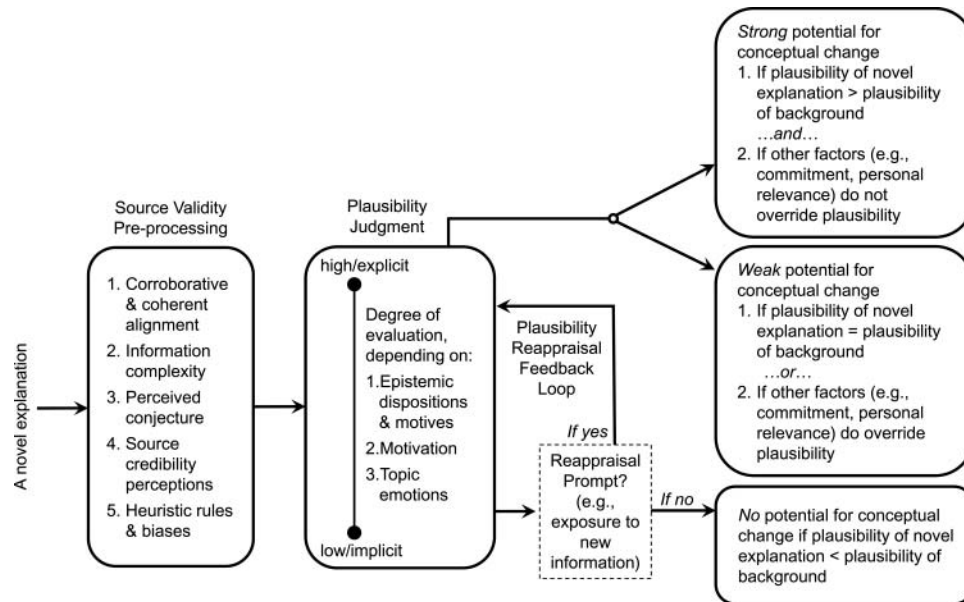 A novel explanation
Source Validity
Pre-processing
1. Corroborative
& coherent
alignment
2. Information
complexity
3. Perceived
conjecture
4. Source
credibility
perceptions
5. Heuristic rules
& biases
Plausibility
Judgment
high/explicit
Degree of
evaluation,
depending on:
1.Epistemic
dispositions
& motives
2.Motivation
3.Topic
emotions
low/implicit
Plausibility
Reappraisal
Feedback
Loop
If yes
Reappraisal
Prompt?
(e.g.,
exposure to
new
information)
If no
Strong potential for
conceptual change
1. If plausibility of novel
explanation > plausibility
of background
…and…
2. If other factors (e.g.,
commitment, personal
relevance) do not
override plausibility
Weak potential for
conceptual change
1. If plausibility of novel
explanation = plausibility
of background
…or…
2. If other factors (e.g.,
commitment, personal
relevance) do override
plausibility
No potential for conceptual
change if plausibility of novel
explanation < plausibility of
background